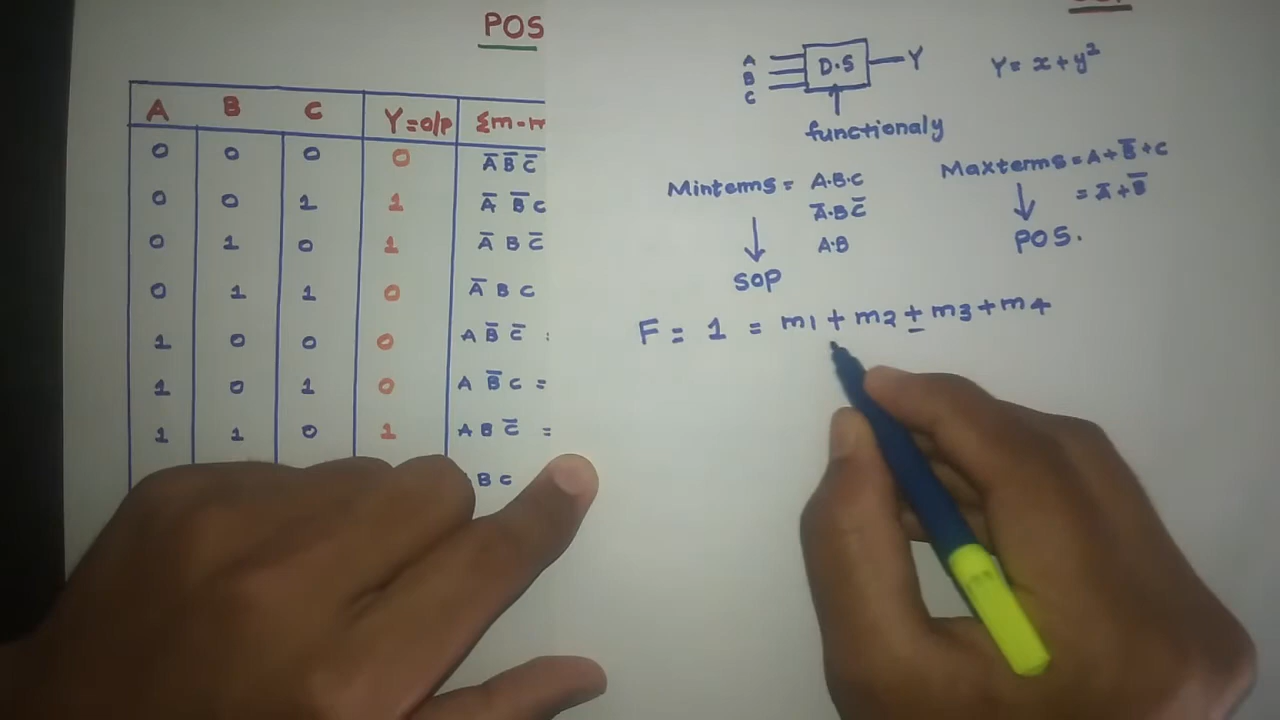 POS
A B C Y=o/p Σm-m
0 0 0 0 A̅ B̅ C̅
0 0 1 1 A̅ B̅ C
0 1 0 1 A̅ B C̅
0 1 1 0 A̅ B C
1 0 0 0 A B̅ C̅ :
1 0 1 0 A B̅ C =
1 1 0 1 A B C̅ =
B C
A
B
C
D.S
Y
Y = x + y²
functionaly
Minterms = A.B.C
A̅.B C̅
A.B
SOP
Maxterms = A + B̅ + C
= A̅ + B̅
POS.
F = 1 = m1 + m2 + m3 + m4